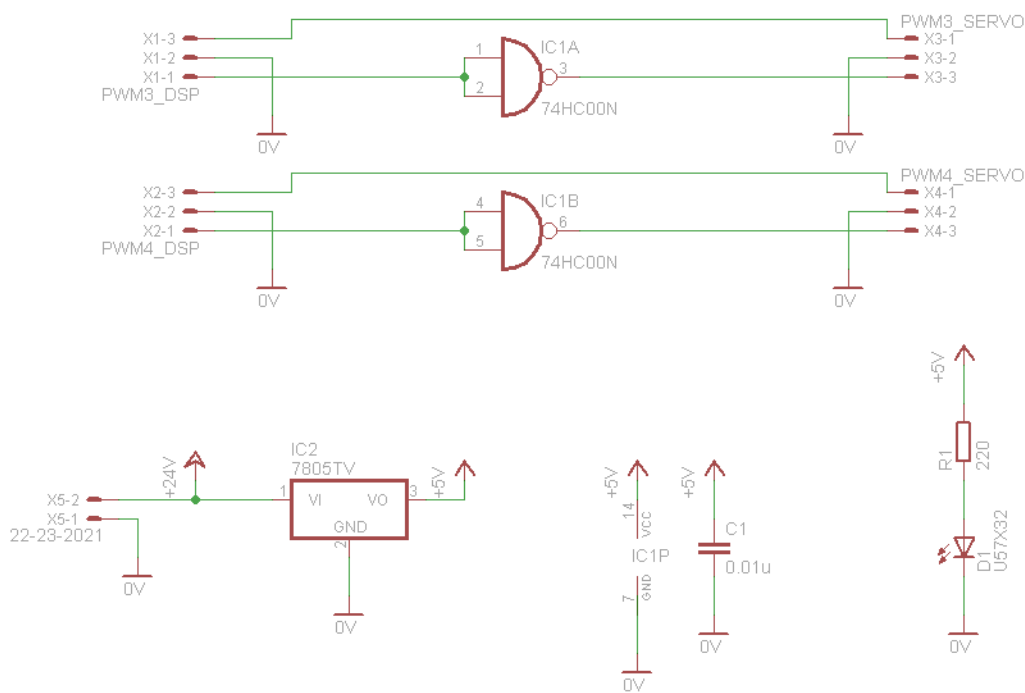 PWM3_SERVO
X1-3
X1-2
X1-1
PWM3_DSP
1
2
IC1A
3
74HC00N
X3-1
X3-2
X3-3
0V
0V
PWM4_SERVO
X2-3
X2-2
X2-1
PWM4_DSP
4
5
IC1B
6
74HC00N
X4-1
X4-2
X4-3
0V
0V
+24V
X5-2
X5-1
22-23-2021
0V
IC2
7805TV
1
VI
VO
3
GND
2
+5V
0V
+5V
14
VCC
IC1P
7
GND
0V
+5V
C1
0.01u
0V
+5V
R1
220
D1
U57X32
0V